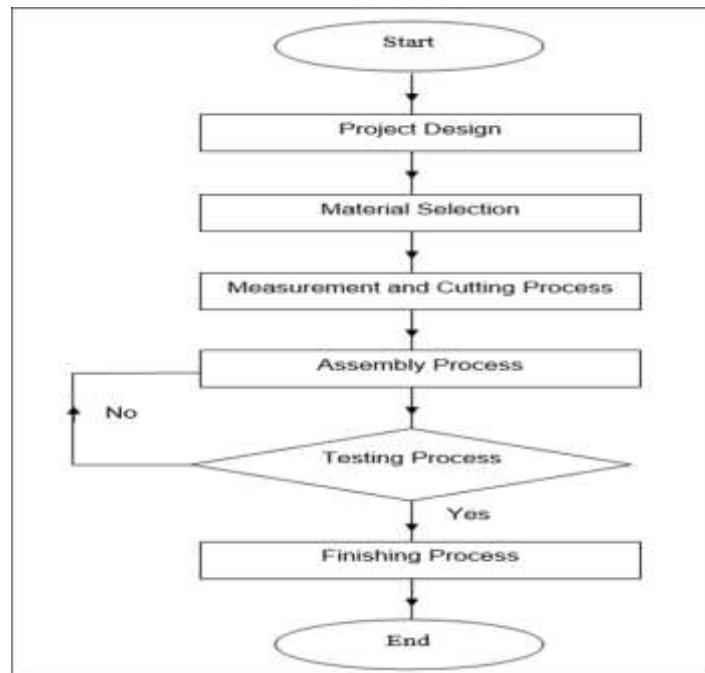 Start
Project Design
Material Selection
Measurement and Cutting Process
Assembly Process
No
Testing Process
Yes
Finishing Process
End